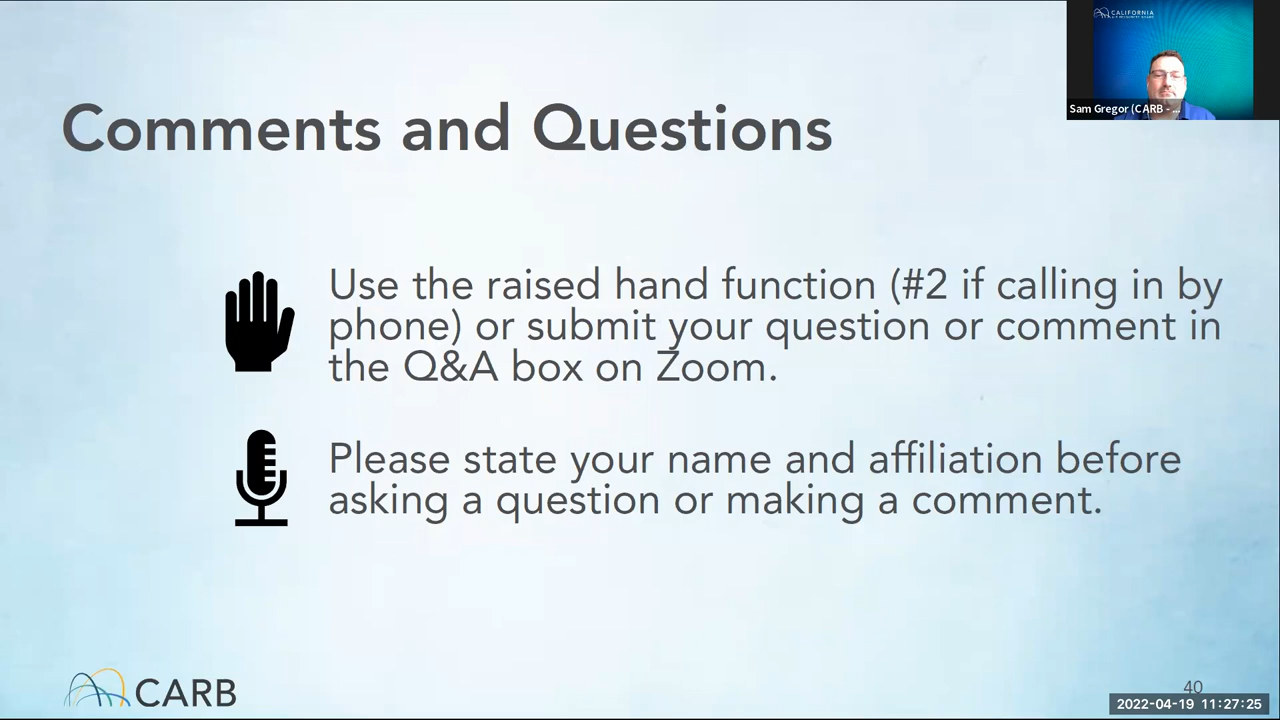 CALIFORNIA
Sam Gregor (CARB - ...
Comments and Questions
Use the raised hand function (#2 if calling in by
phone) or submit your question or comment in
the Q&A box on Zoom.
Please state your name and affiliation before
asking a question or making a comment.
CARB
40
2022-04-19 11:27:25